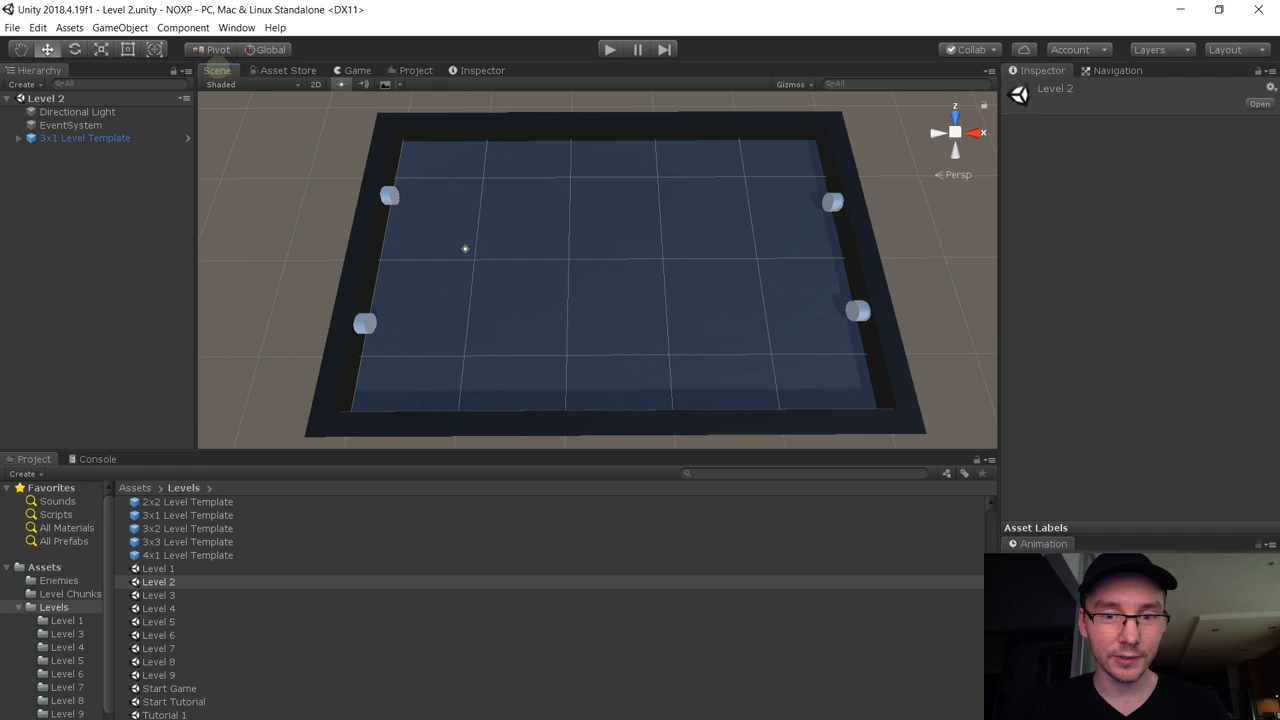 Unity 2018.4.19f1 - Level 2.unity - NOXP - PC, Mac & Linux Standalone <DX11>
File Edit Assets GameObject Component Window Help
Pivot Global Collab Account Layers Layout
Hierarchy Scene Asset Store Game Project Inspector Inspector Navigation
Create All Shaded 2D Gizmos All Level 2
Level 2 Open
Directional Light
EventSystem
3x1 Level Template
z
x
Persp
Project Console
Create
Favorites Assets Levels
Sounds 2x2 Level Template
Scripts 3x1 Level Template
All Materials 3x2 Level Template Asset Labels
All Prefabs 3x3 Level Template Animation
4x1 Level Template
Assets Level 1
Enemies Level 2
Level Chunks Level 3
Levels Level 4
Level 1 Level 5
Level 3 Level 6
Level 4 Level 7
Level 5 Level 8
Level 6 Level 9
Level 7 Start Game
Level 8 Start Tutorial
Level 9 Tutorial 1